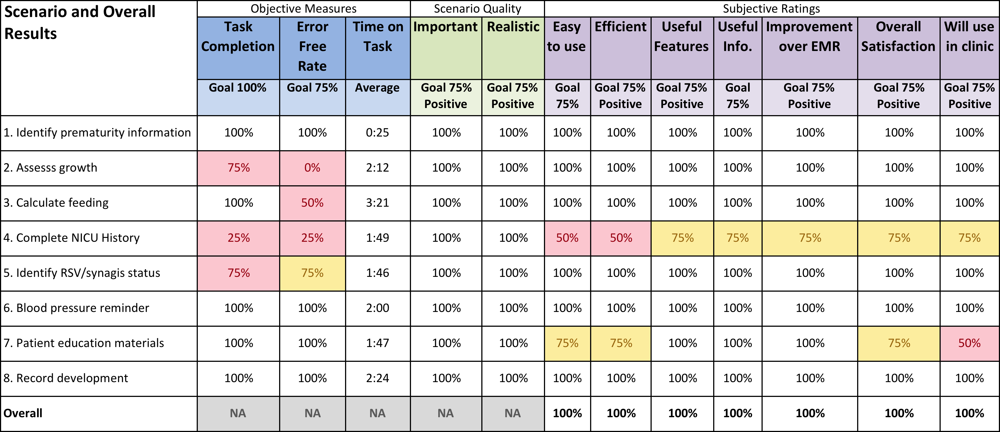 Scenario and Overall Results
Objective Measures Scenario Quality Subjective Ratings
Task Completion Error Free Rate Time on Task Important Realistic Easy to use Efficient Useful Features Useful Info. Improvement over EMR Overall Satisfaction Will use in clinic
Goal 100% Goal 75% Average Goal 75% Positive Goal 75% Positive Goal 75% Goal 75% Positive Goal 75% Positive Goal 75% Goal 75% Positive Goal 75% Positive Goal 75% Positive
1. Identify prematurity information 100% 100% 0:25 100% 100% 100% 100% 100% 100% 100% 100% 100%
2. Assesss growth 75% 0% 2:12 100% 100% 100% 100% 100% 100% 100% 100% 100%
3. Calculate feeding 100% 50% 3:21 100% 100% 100% 100% 100% 100% 100% 100% 100%
4. Complete NICU History 25% 25% 1:49 100% 100% 50% 50% 75% 75% 75% 75% 75%
5. Identify RSV/synagis status 75% 75% 1:46 100% 100% 100% 100% 100% 100% 100% 100% 100%
6. Blood pressure reminder 100% 100% 2:00 100% 100% 100% 100% 100% 100% 100% 100% 100%
7. Patient education materials 100% 100% 1:47 100% 100% 75% 75% 100% 100% 100% 75% 50%
8. Record development 100% 100% 2:24 100% 100% 100% 100% 100% 100% 100% 100% 100%
Overall NA NA NA NA NA 100% 100% 100% 100% 100% 100% 100%